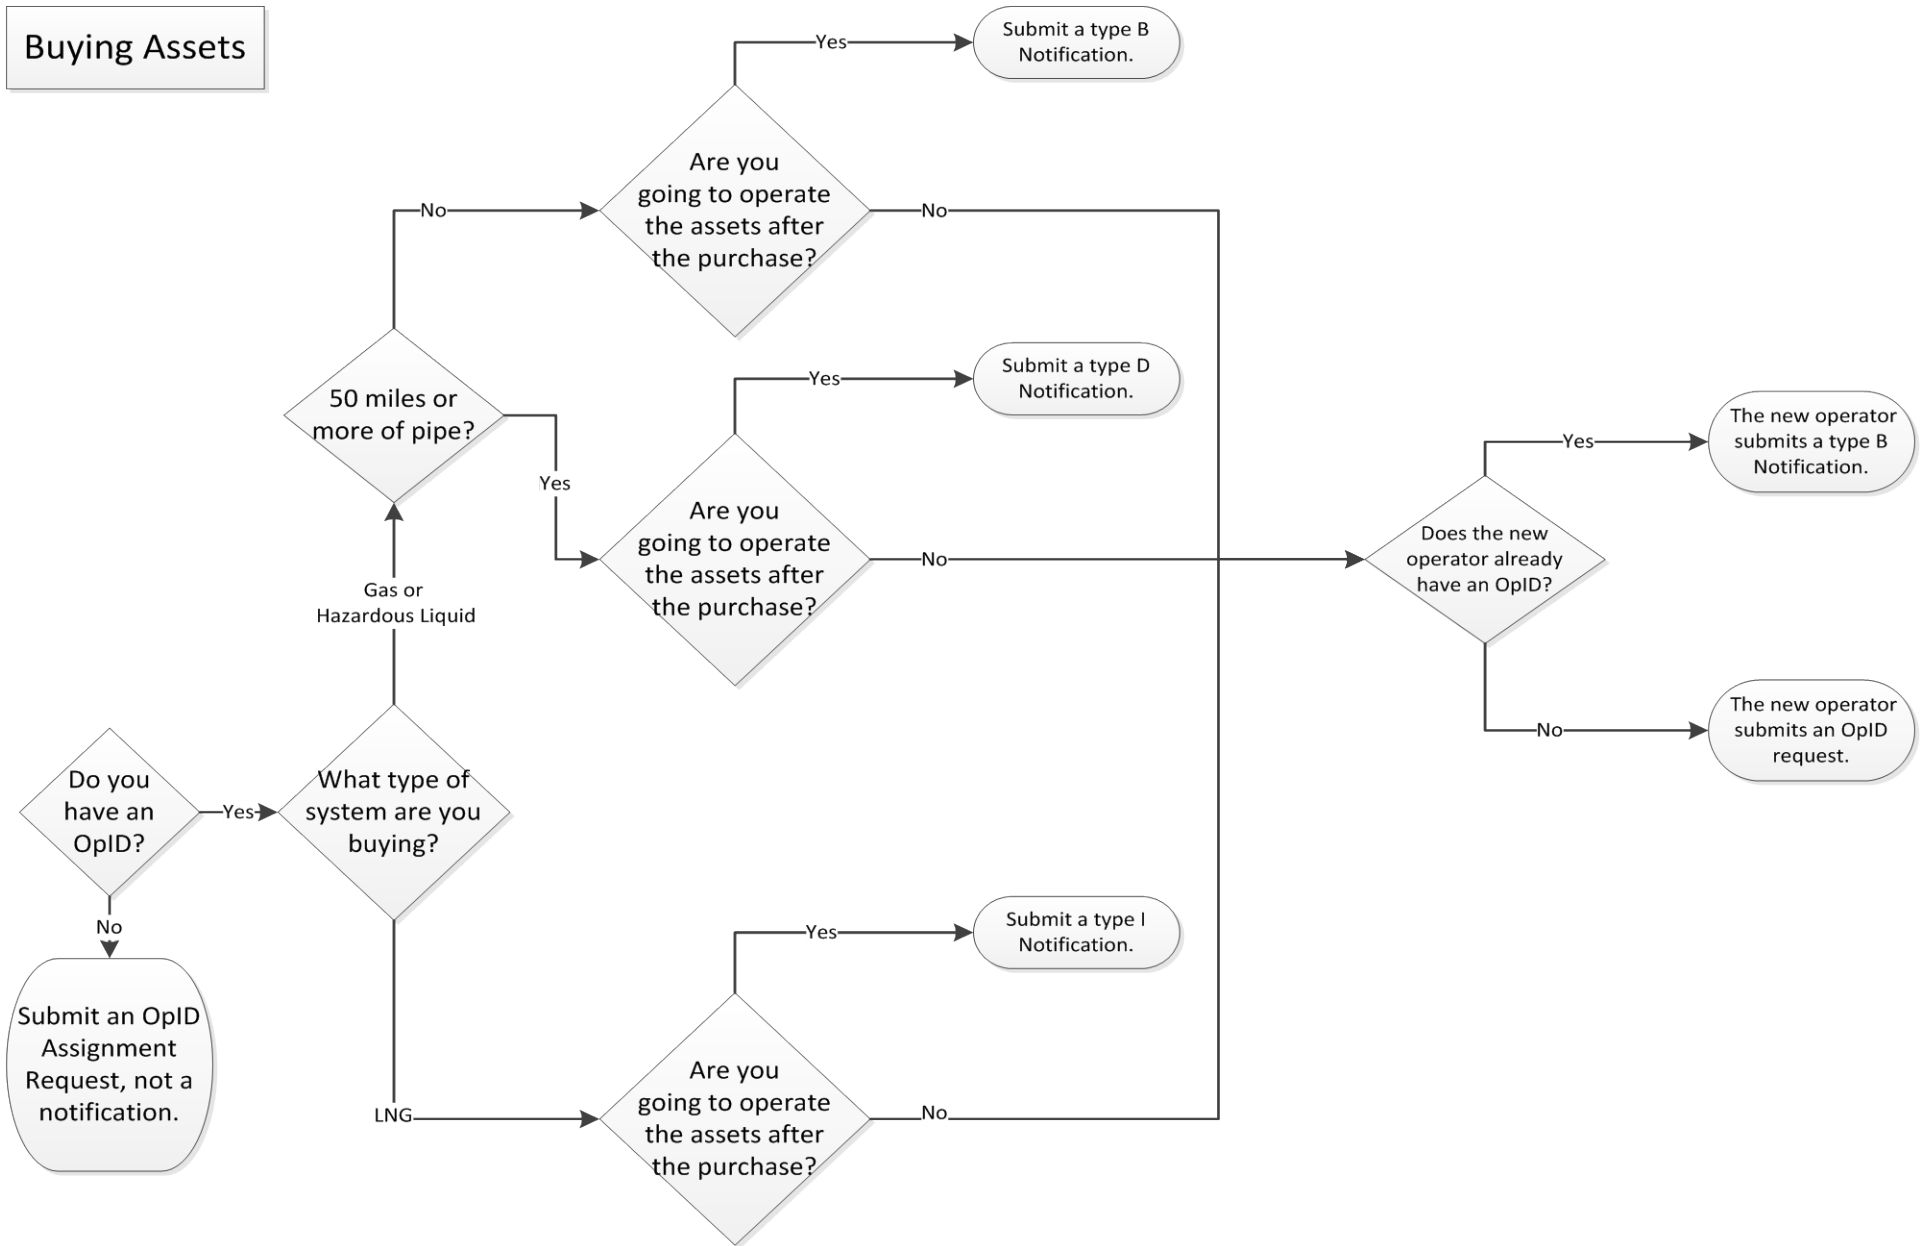 Buying Assets
Yes
Submit a type B
Notification.
Are you
going to operate
the assets after
the purchase?
No
No
Yes
Submit a type D
Notification.
50 miles or
more of pipe?
Yes
Are you
going to operate
the assets after
the purchase?
No
Does the new
operator already
have an OpID?
Yes
The new operator
submits a type B
Notification.
No
The new operator
submits an OpID
request.
Gas or
Hazardous Liquid
Do you
have an
OpID?
Yes
What type of
system are you
buying?
No
Submit an OpID
Assignment
Request, not a
notification.
LNG
Are you
going to operate
the assets after
the purchase?
Yes
Submit a type I
Notification.
No